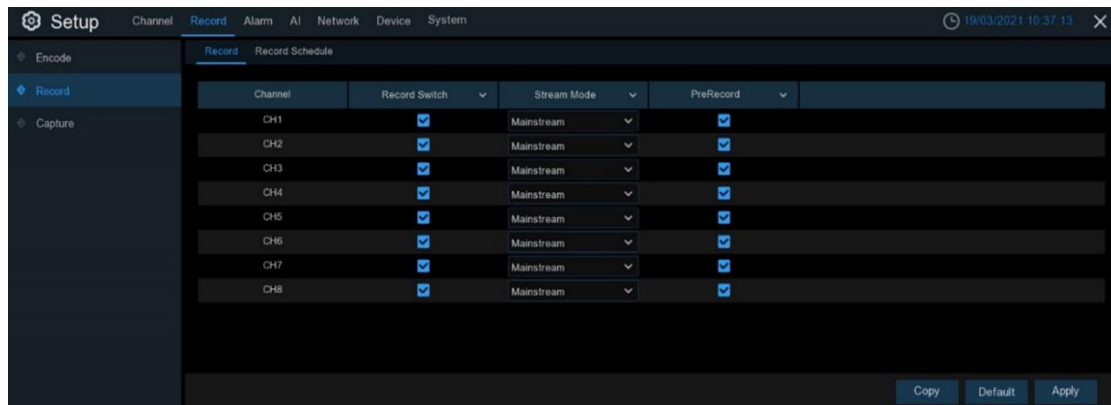 Setup Channel Record Alarm AI Network Device System 19/03/2021 10:37:13
Encode
Record
Capture
Record Record Schedule
Channel Record Switch Stream Mode PreRecord
CH1 Mainstream
CH2 Mainstream
CH3 Mainstream
CH4 Mainstream
CH5 Mainstream
CH6 Mainstream
CH7 Mainstream
CH8 Mainstream
Copy Default Apply